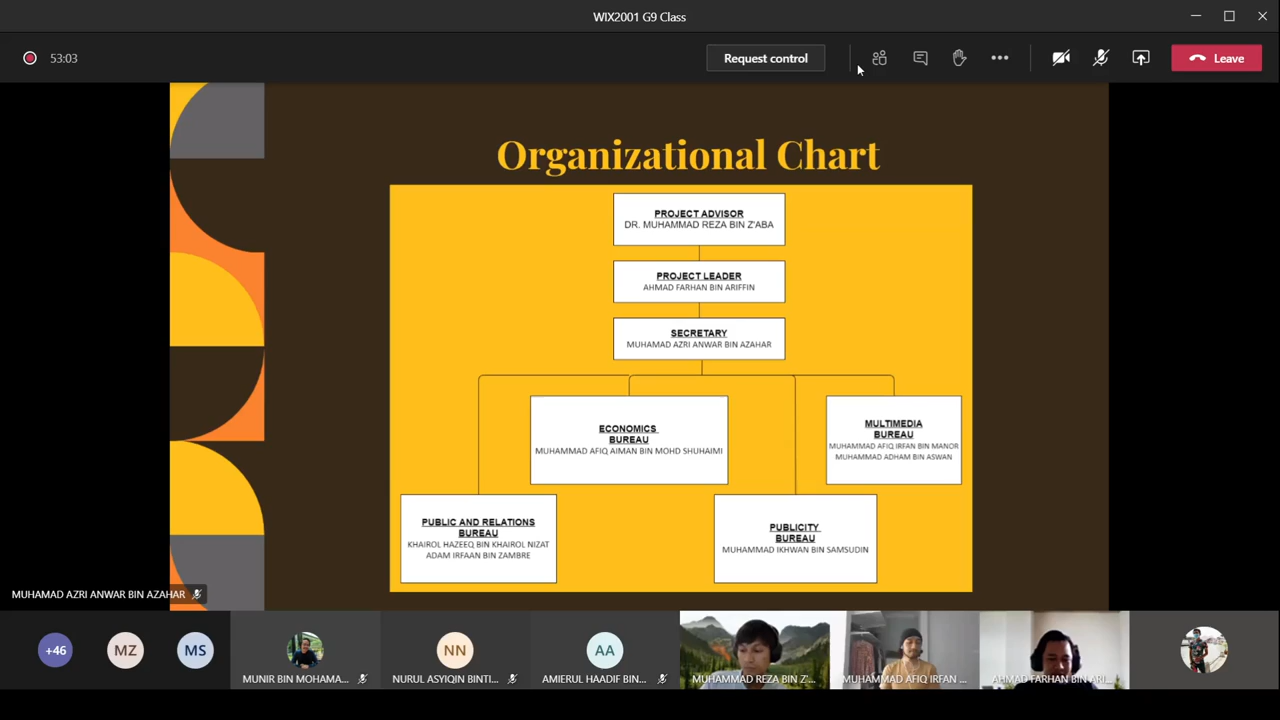 WIX2001 G9 Class
53:03
Request control
Leave
Organizational Chart
PROJECT ADVISOR
DR. MUHAMMAD REZA BIN Z'ABA
PROJECT LEADER
AHMAD FARHAN BIN ARIFFIN
SECRETARY
MUHAMAD AZRI ANWAR BIN AZAHAR
ECONOMICS
BUREAU
MUHAMMAD AFIQ AIMAN BIN MOHD SHUHAIMI
MULTIMEDIA
BUREAU
MUHAMMAD AFIQ IRFAN BIN MANOR
MUHAMMAD ADHAM BIN ASWAN
PUBLIC AND RELATIONS
BUREAU
KHAIROL HAZEEQ BIN KHAIROL NIZAT
ADAM IRFAAN BIN ZAMBRE
PUBLICITY
BUREAU
MUHAMMAD IKHWAN BIN SAMSUDIN
MUHAMAD AZRI ANWAR BIN AZAHAR
+46
MZ
MS
MUNIR BIN MOHAMA...
NN
NURUL ASYIQIN BINTI...
AA
AMIERUL HAADIF BIN...
MUHAMMAD REZA BIN Z'...
MUHAMMAD AFIQ IRFAN ...
AHMAD FARHAN BIN ARI...